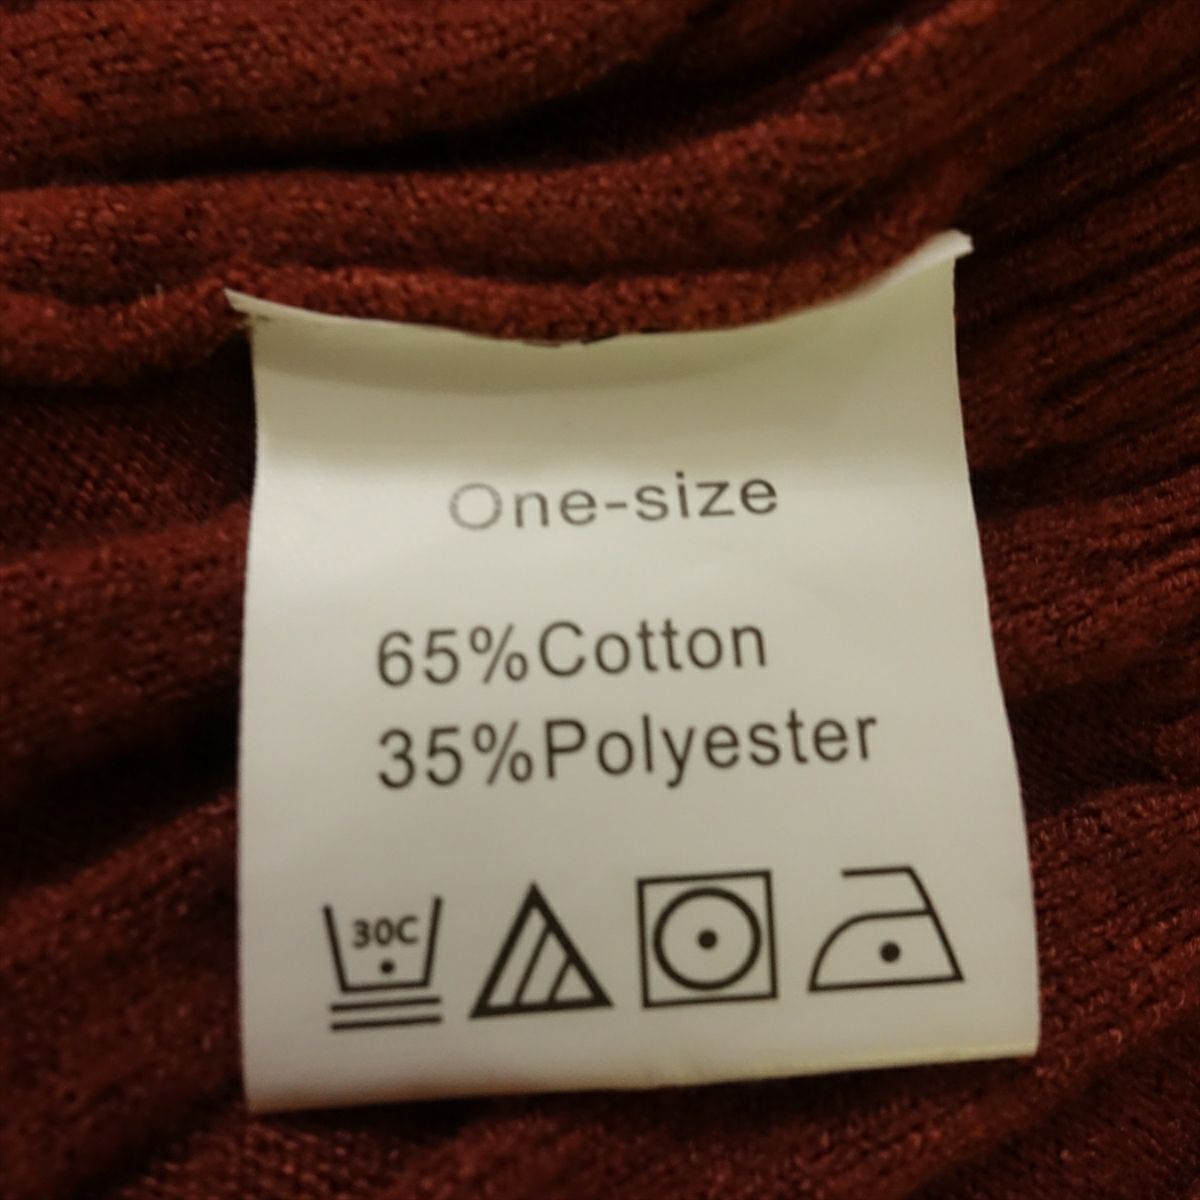 One-size
65%Cotton
35%Polyester
30C